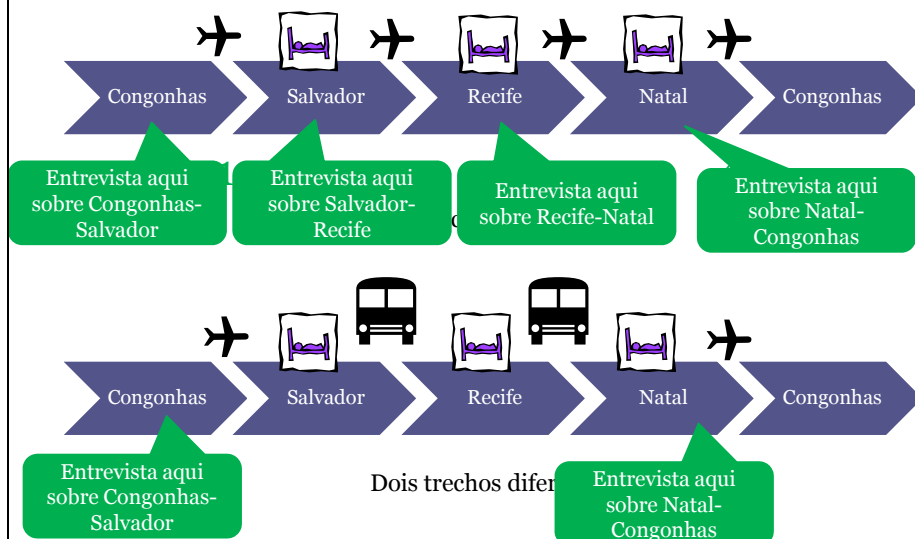 Congonhas
Salvador
Recife
Natal
Congonhas
Entrevista aqui
sobre Congonhas-
Salvador
Entrevista aqui
sobre Salvador-
Recife
Entrevista aqui
sobre Recife-Natal
Entrevista aqui
sobre Natal-
Congonhas
Congonhas
Salvador
Recife
Natal
Congonhas
Entrevista aqui
sobre Congonhas-
Salvador
Dois trechos
Entrevista aqui
sobre Natal-
Congonhas